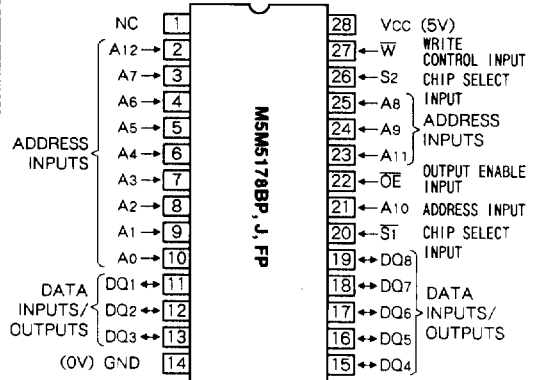 NC 1
A12 → 2
A7 → 3
A6 → 4
A5 → 5
A4 → 6
A3 → 7
A2 → 8
A1 → 9
A0 → 10
ADDRESS
INPUTS
DQ1 ↔ 11
DQ2 ↔ 12
DQ3 ↔ 13
DATA
INPUTS/
OUTPUTS
(0V) GND 14
M5M5178BP, J, FP
28 VCC (5V)
27 ← W̅ WRITE
CONTROL INPUT
26 ← S2 CHIP SELECT
INPUT
25 ← A8
24 ← A9
23 ← A11
ADDRESS
INPUTS
22 ← O̅E̅ OUTPUT ENABLE
INPUT
21 ← A10 ADDRESS INPUT
20 ← S̅1̅ CHIP SELECT
INPUT
19 ↔ DQ8
18 ↔ DQ7
17 ↔ DQ6
16 ↔ DQ5
15 ↔ DQ4
DATA
INPUTS/
OUTPUTS